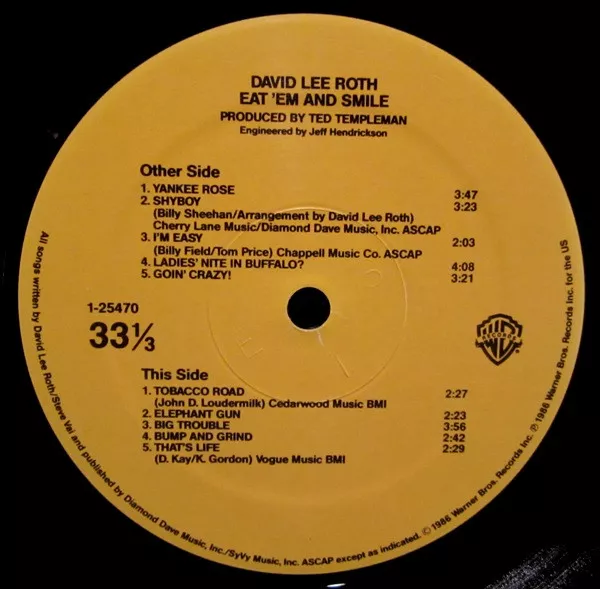 DAVID LEE ROTH
EAT 'EM AND SMILE
PRODUCED BY TED TEMPLEMAN
Engineered by Jeff Hendrickson
Other Side
1. YANKEE ROSE 3:47
2. SHYBOY 3:23
(Billy Sheehan/Arrangement by David Lee Roth)
Cherry Lane Music/Diamond Dave Music, Inc. ASCAP
3. I'M EASY 2:03
(Billy Field/Tom Price) Chappell Music Co. ASCAP
4. LADIES' NITE IN BUFFALO? 4:08
5. GOIN' CRAZY! 3:21
1-25470
33 1/3
WB
RECORDS
This Side
1. TOBACCO ROAD 2:27
(John D. Loudermilk) Cedarwood Music BMI
2. ELEPHANT GUN 2:23
3. BIG TROUBLE 3:56
4. BUMP AND GRIND 2:42
5. THAT'S LIFE 2:29
(D. Kay/K. Gordon) Vogue Music BMI
All songs written by David Lee Roth/Steve Vai and published by Diamond Dave Music, Inc./SyVy Music, Inc. ASCAP except as indicated. © 1986 Warner Bros. Records Inc. ℗ 1986 Warner Bros. Records Inc. for the US